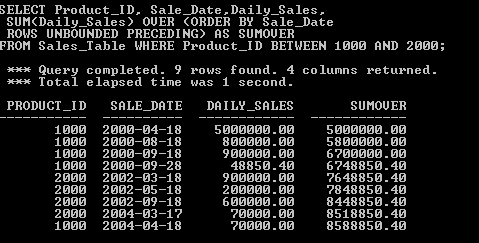 SELECT Product_ID, Sale_Date,Daily_Sales,
SUM(Daily_Sales) OVER (ORDER BY Sale_Date
ROWS UNBOUNDED PRECEDING) AS SUMOVER
FROM Sales_Table WHERE Product_ID BETWEEN 1000 AND 2000;
*** Query completed. 9 rows found. 4 columns returned.
*** Total elapsed time was 1 second.
PRODUCT_ID SALE_DATE DAILY_SALES SUMOVER
----------- ---------- ------------ ------------
1000 2000-04-18 5000000.00 5000000.00
1000 2000-08-18 800000.00 5800000.00
1000 2000-09-18 900000.00 6700000.00
1000 2000-09-28 48850.40 6748850.40
2000 2002-03-18 900000.00 7648850.40
2000 2002-05-18 200000.00 7848850.40
2000 2002-09-18 600000.00 8448850.40
2000 2004-03-17 70000.00 8518850.40
1000 2004-04-18 70000.00 8588850.40